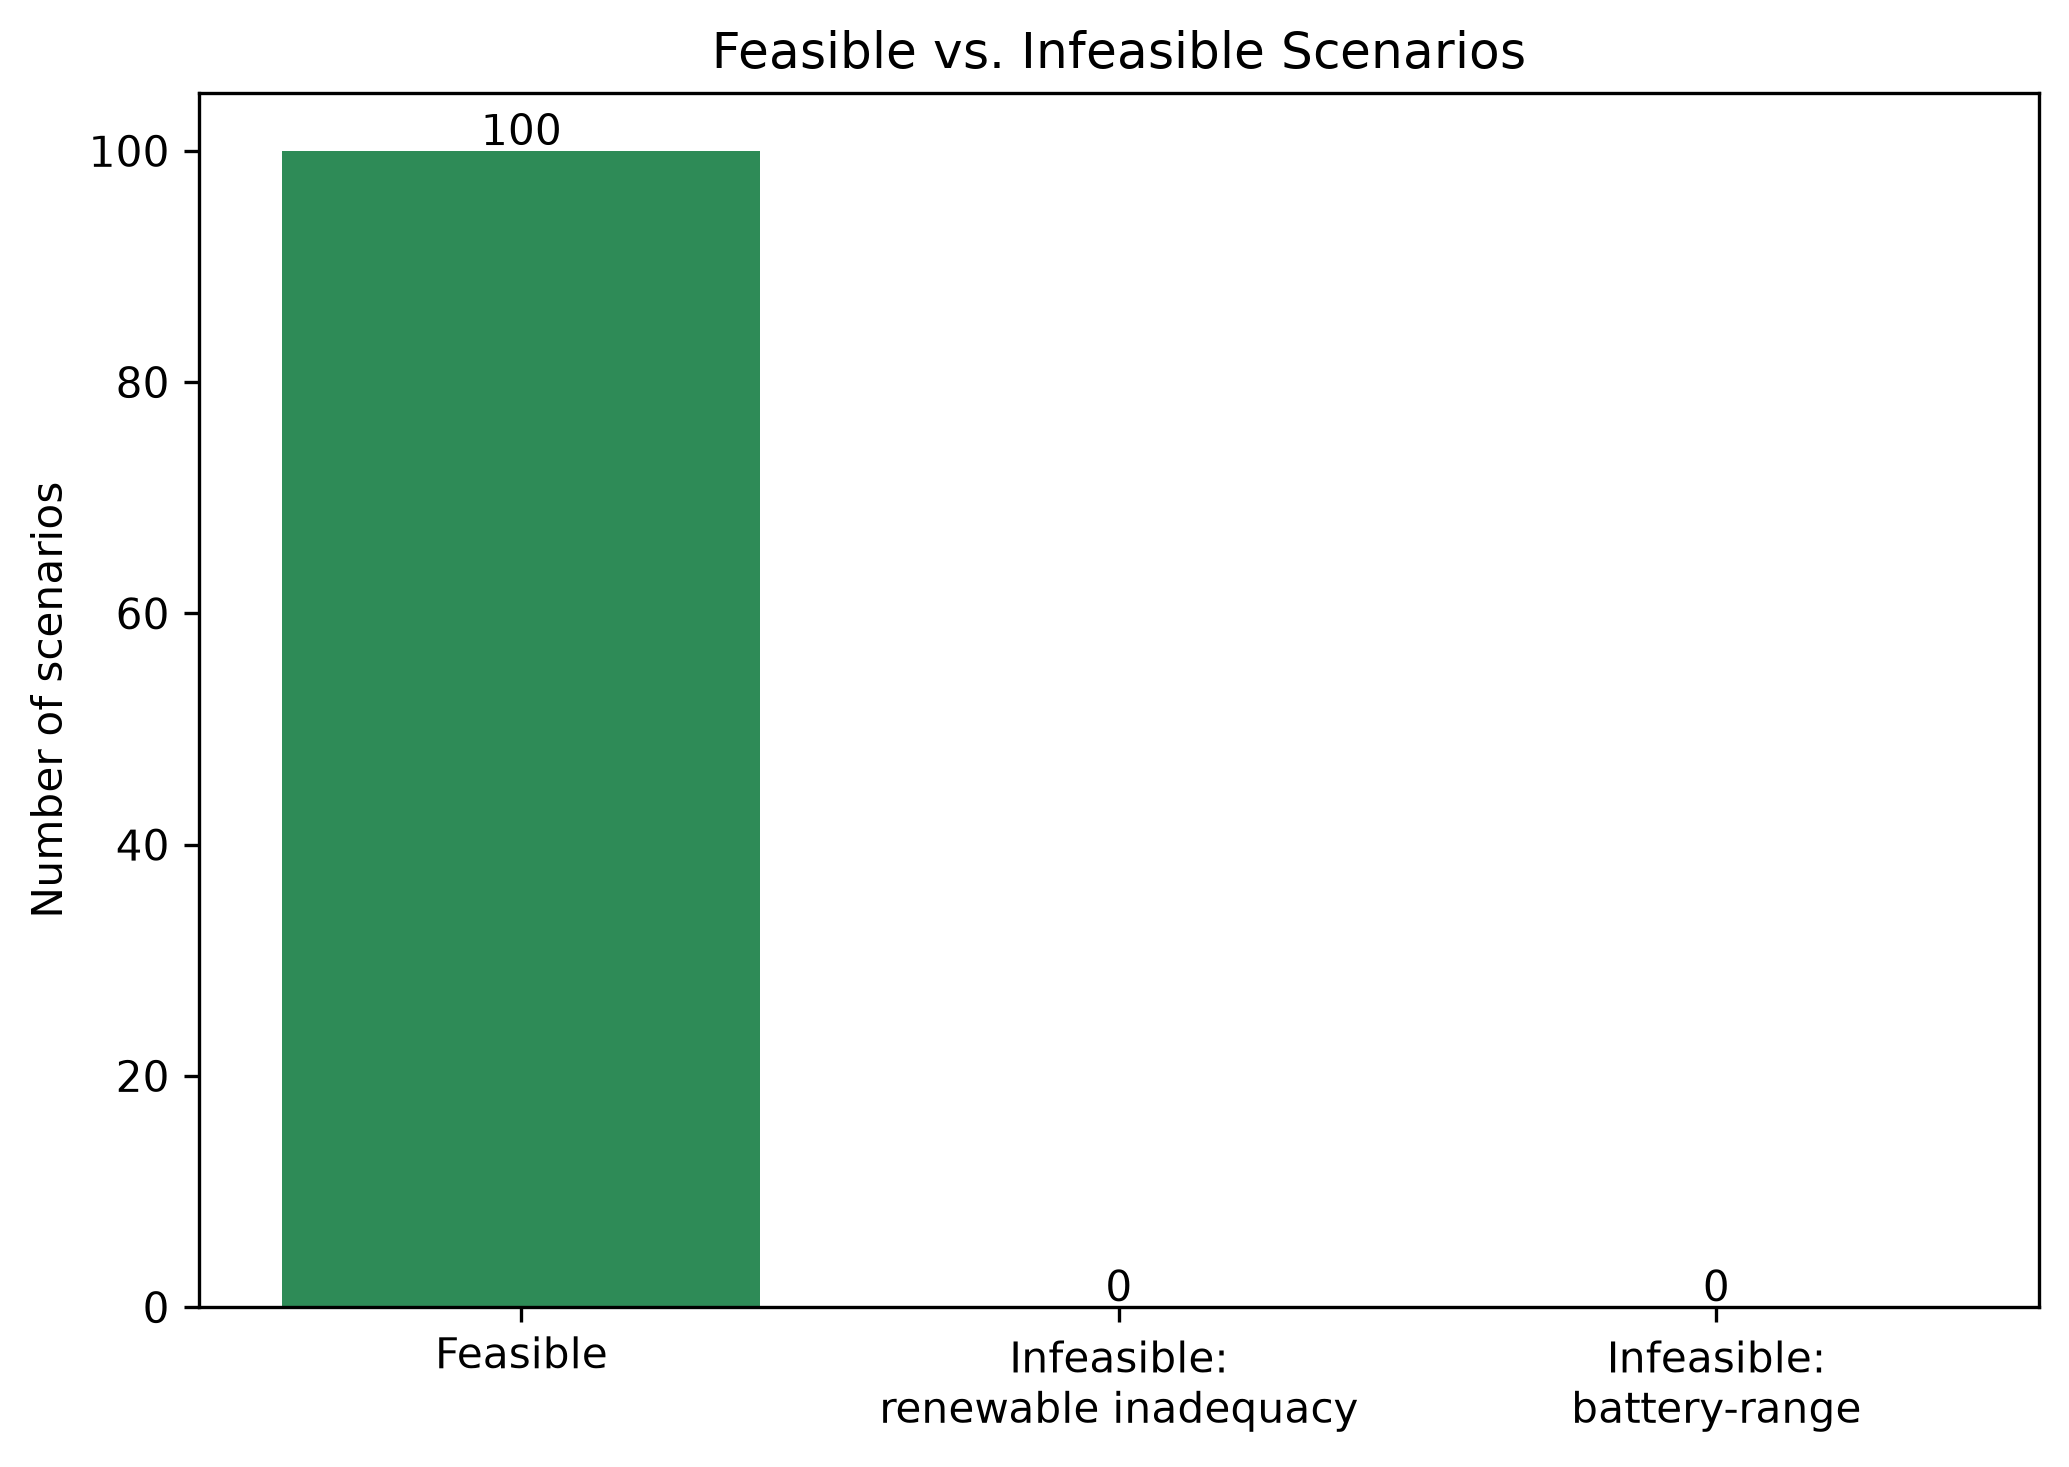 Feasible vs. Infeasible Scenarios
Number of scenarios
100
80
60
40
20
0
100
0
0
Feasible
Infeasible:
renewable inadequacy
Infeasible:
battery-range